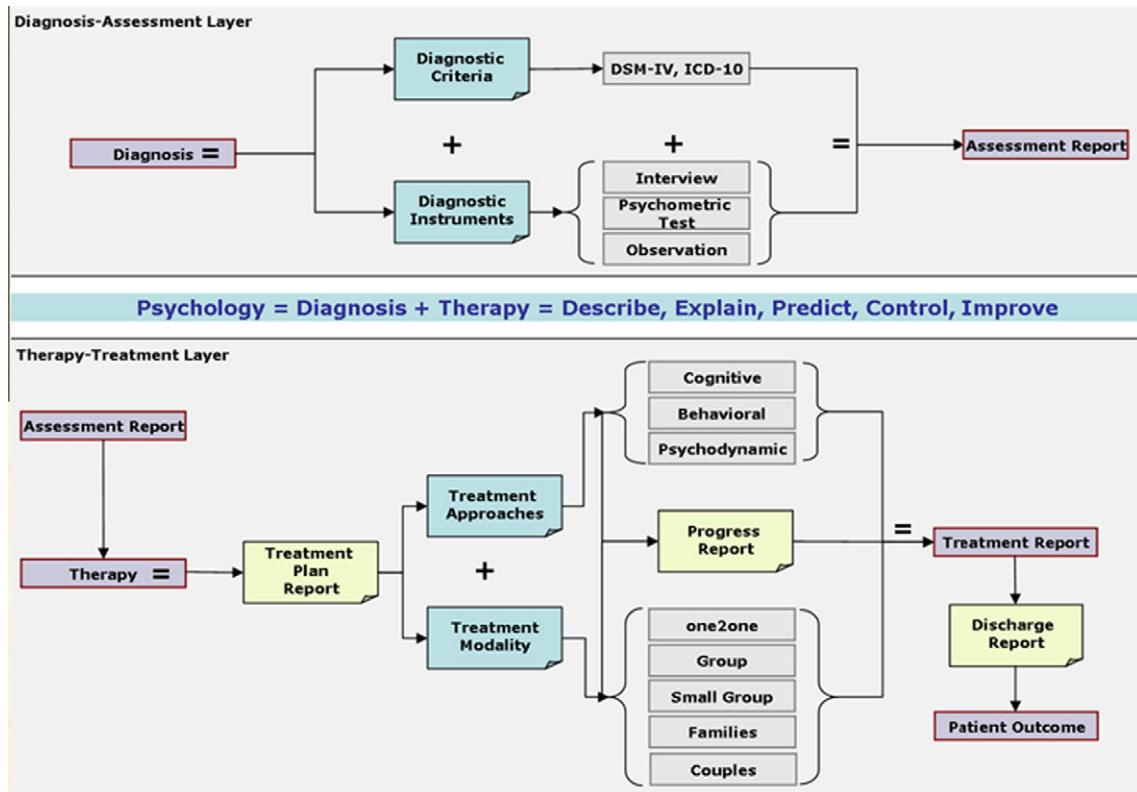 Diagnosis-Assessment Layer
Diagnostic
Criteria
DSM-IV, ICD-10
+
+
Diagnosis =
=
Assessment Report
Diagnostic
Instruments
Interview
Psychometric
Test
Observation
Psychology = Diagnosis + Therapy = Describe, Explain, Predict, Control, Improve
Therapy-Treatment Layer
Assessment Report
Therapy =
Treatment
Plan
Report
Treatment
Approaches
+
Treatment
Modality
Cognitive
Behavioral
Psychodynamic
Progress
Report
one2one
Group
Small Group
Families
Couples
=
Treatment Report
Discharge
Report
Patient Outcome